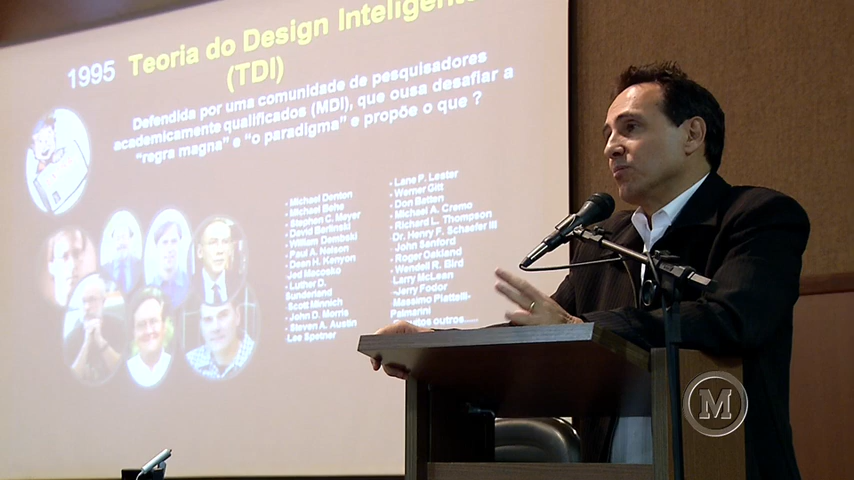 1995 Teoria do Design Inteligente
(TDI)
Defendida por uma comunidade de pesquisadores
academicamente qualificados (MDI), que ousa desafiar a
"regra magna" e "o paradigma" e propõe o que ?
- Michael Denton
- Michael Behe
- Stephen C. Meyer
- David Berlinski
- William Dembski
- Paul A. Nelson
- Dean H. Kenyon
- Jed Macosko
- Luther D.
Sunderland
Scott Minnich
- John D. Morris
- Steven A. Austin
Lee Spetner
- Lane P. Lester
- Werner Gitt
- Don Batten
- Michael A. Cremo
- Richard L. Thompson
Dr. Henry F. Schaefer III
- John Sanford
- Roger Oakland
- Wendell R. Bird
- Larry McLean
- Jerry Fodor
Massimo Piattelli-
Palmarini
outros.....
M